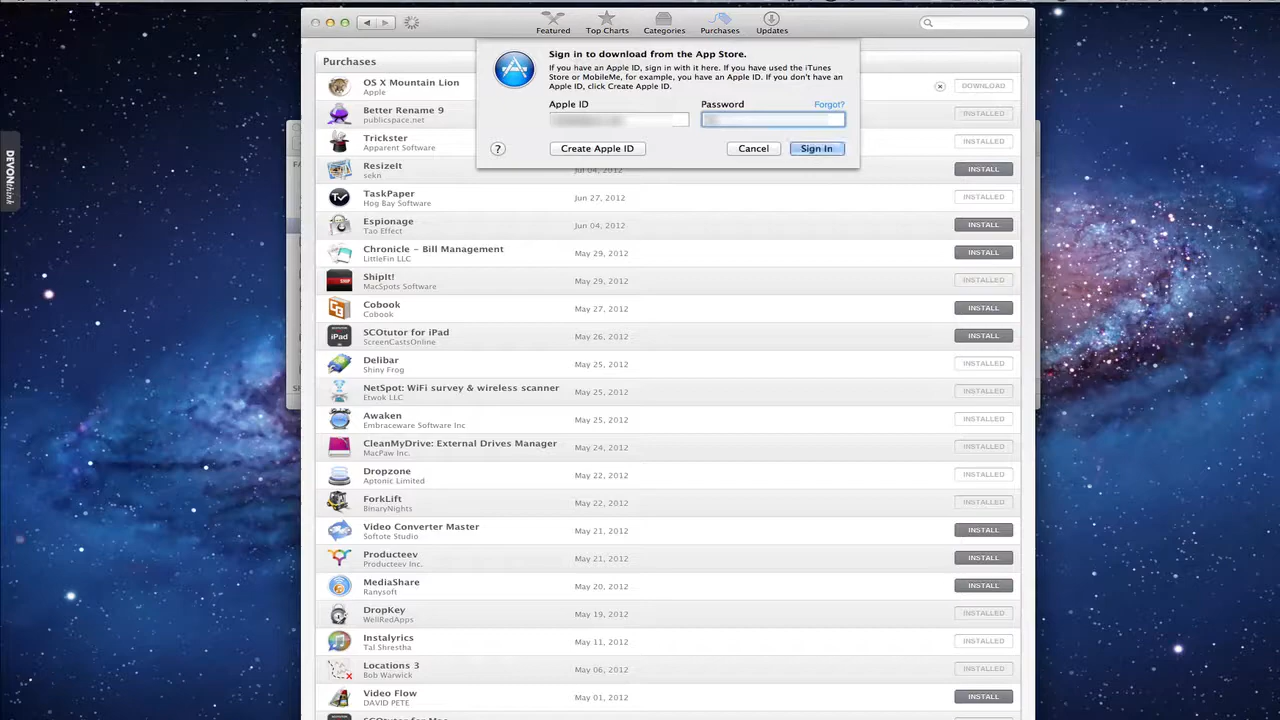 Featured
Top Charts
Categories
Purchases
Updates
Sign in to download from the App Store.
If you have an Apple ID, sign in with it here. If you have used the iTunes
Store or MobileMe, for example, you have an Apple ID. If you don't have an
Apple ID, click Create Apple ID.
Apple ID
Password
Forgot?
?
Create Apple ID
Cancel
Sign In
Purchases
OS X Mountain Lion
Apple
DOWNLOAD
Better Rename 9
publicspace.net
INSTALLED
Trickster
Apparent Software
INSTALLED
ResizeIt
sekn
Jul 04, 2012
INSTALL
TaskPaper
Hog Bay Software
Jun 27, 2012
INSTALLED
Espionage
Tao Effect
Jun 04, 2012
INSTALL
Chronicle – Bill Management
LittleFin LLC
May 29, 2012
INSTALL
ShipIt!
MacSpots Software
May 29, 2012
INSTALLED
Cobook
Cobook
May 27, 2012
INSTALL
iPad
SCOtutor for iPad
ScreenCastsOnline
May 26, 2012
INSTALL
Delibar
Shiny Frog
May 25, 2012
INSTALLED
NetSpot: WiFi survey & wireless scanner
Etwok LLC
May 25, 2012
INSTALLED
Awaken
Embraceware Software Inc
May 25, 2012
INSTALLED
CleanMyDrive: External Drives Manager
MacPaw Inc.
May 24, 2012
INSTALLED
Dropzone
Aptonic Limited
May 22, 2012
INSTALLED
ForkLift
BinaryNights
May 22, 2012
INSTALLED
Video Converter Master
Softote Studio
May 21, 2012
INSTALL
Producteev
Producteev Inc.
May 21, 2012
INSTALL
MediaShare
Ranysoft
May 20, 2012
INSTALL
DropKey
WellRedApps
May 19, 2012
INSTALLED
Instalyrics
Tal Shrestha
May 11, 2012
INSTALLED
Locations 3
Bob Warwick
May 06, 2012
INSTALLED
Video Flow
DAVID PETE
May 01, 2012
INSTALL
SCOtutor for Mac
DEVONthink